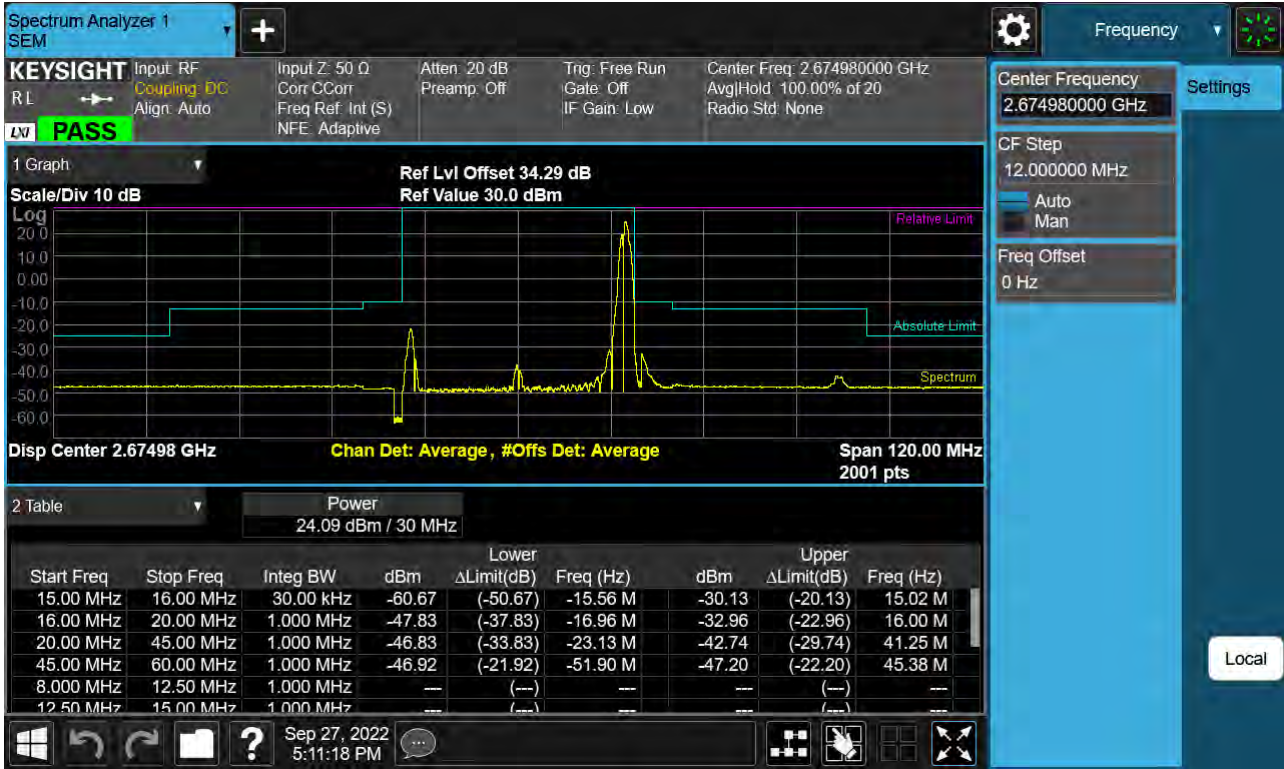 Spectrum Analyzer 1
SEM
Frequency
KEYSIGHT
R L
LXI
PASS
Input: RF
Coupling: DC
Align: Auto
Input Z: 50 Ω
Corr CCorr
Freq Ref: Int (S)
NFE: Adaptive
Atten: 20 dB
Preamp: Off
Trig: Free Run
Gate: Off
IF Gain: Low
Center Freq: 2.674980000 GHz
Avg|Hold: 100.00% of 20
Radio Std: None
Center Frequency
2.674980000 GHz
Settings
CF Step
12.000000 MHz
Auto
Man
Freq Offset
0 Hz
Local
1 Graph
Scale/Div 10 dB
Ref Lvl Offset 34.29 dB
Ref Value 30.0 dBm
Log
20.0
10.0
0.00
-10.0
-20.0
-30.0
-40.0
-50.0
-60.0
Relative Limit
Absolute Limit
Spectrum
Disp Center 2.67498 GHz
Chan Det: Average, #Offs Det: Average
Span 120.00 MHz
2001 pts
2 Table
Power
24.09 dBm / 30 MHz
Lower Upper
Start Freq Stop Freq Integ BW dBm ΔLimit(dB) Freq (Hz) dBm ΔLimit(dB) Freq (Hz)
15.00 MHz 16.00 MHz 30.00 kHz -60.67 (-50.67) -15.56 M -30.13 (-20.13) 15.02 M
16.00 MHz 20.00 MHz 1.000 MHz -47.83 (-37.83) -16.96 M -32.96 (-22.96) 16.00 M
20.00 MHz 45.00 MHz 1.000 MHz -46.83 (-33.83) -23.13 M -42.74 (-29.74) 41.25 M
45.00 MHz 60.00 MHz 1.000 MHz -46.92 (-21.92) -51.90 M -47.20 (-22.20) 45.38 M
8.000 MHz 12.50 MHz 1.000 MHz --- (---) --- --- (---) ---
12.50 MHz 15.00 MHz 1.000 MHz --- (---) --- --- (---) ---
Sep 27, 2022
5:11:18 PM